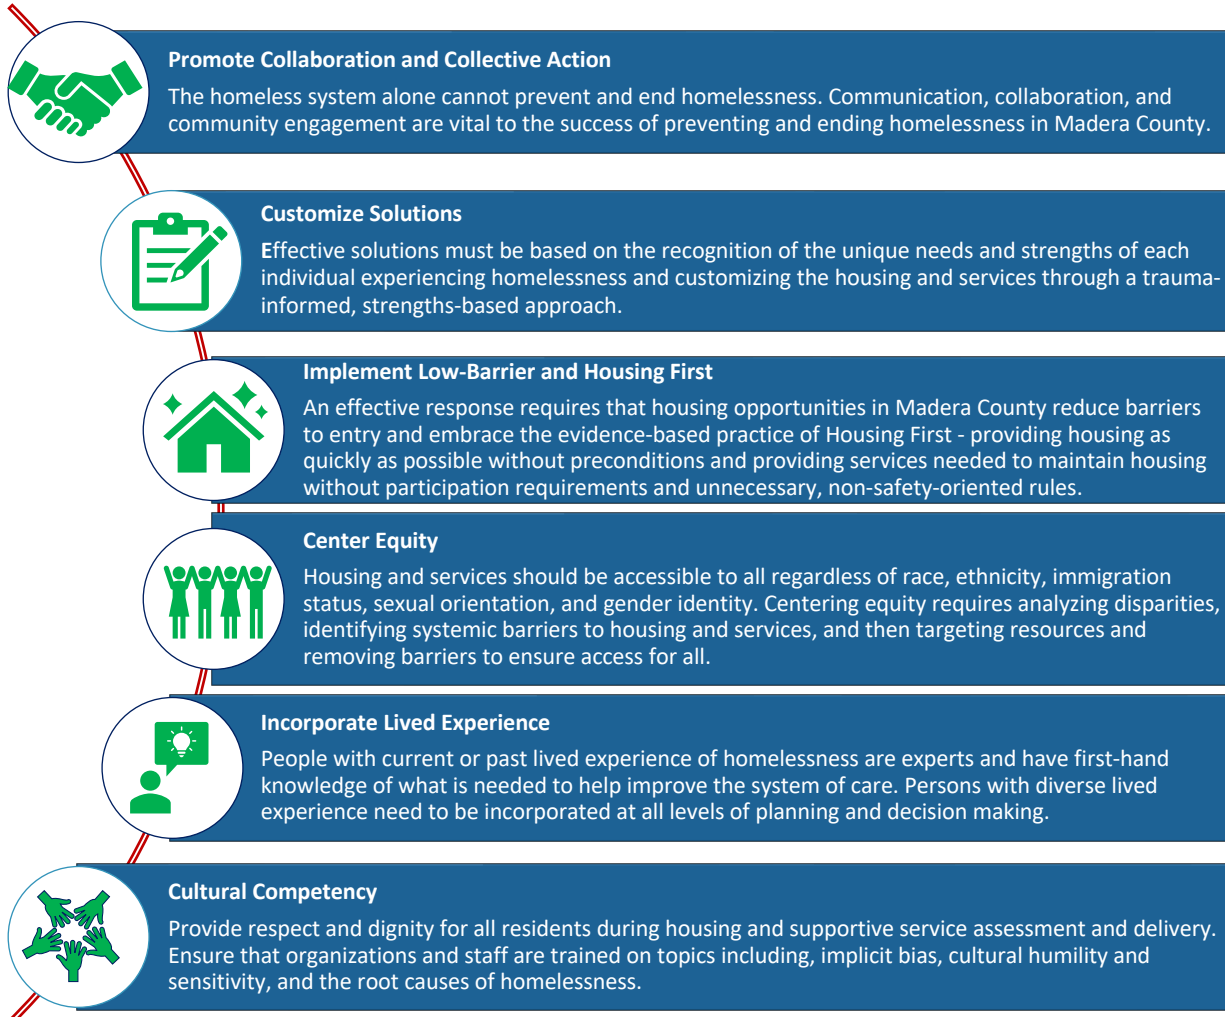 Promote Collaboration and Collective Action
The homeless system alone cannot prevent and end homelessness. Communication, collaboration, and
community engagement are vital to the success of preventing and ending homelessness in Madera County.
Customize Solutions
Effective solutions must be based on the recognition of the unique needs and strengths of each
individual experiencing homelessness and customizing the housing and services through a trauma-
informed, strengths-based approach.
Implement Low-Barrier and Housing First
An effective response requires that housing opportunities in Madera County reduce barriers
to entry and embrace the evidence-based practice of Housing First - providing housing as
quickly as possible without preconditions and providing services needed to maintain housing
without participation requirements and unnecessary, non-safety-oriented rules.
Center Equity
Housing and services should be accessible to all regardless of race, ethnicity, immigration
status, sexual orientation, and gender identity. Centering equity requires analyzing disparities,
identifying systemic barriers to housing and services, and then targeting resources and
removing barriers to ensure access for all.
Incorporate Lived Experience
People with current or past lived experience of homelessness are experts and have first-hand
knowledge of what is needed to help improve the system of care. Persons with diverse lived
experience need to be incorporated at all levels of planning and decision making.
Cultural Competency
Provide respect and dignity for all residents during housing and supportive service assessment and delivery.
Ensure that organizations and staff are trained on topics including, implicit bias, cultural humility and
sensitivity, and the root causes of homelessness.